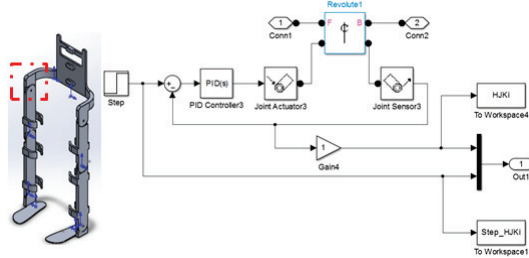 Revolute1
1
F
B
2
Conn1
Conn2
HJKi
To Workspace4
Step
PID(s)
PID Controller3
Joint Actuator3
Joint Sensor3
1
Gain4
1
Out1
Step_HJKi
To Workspace1